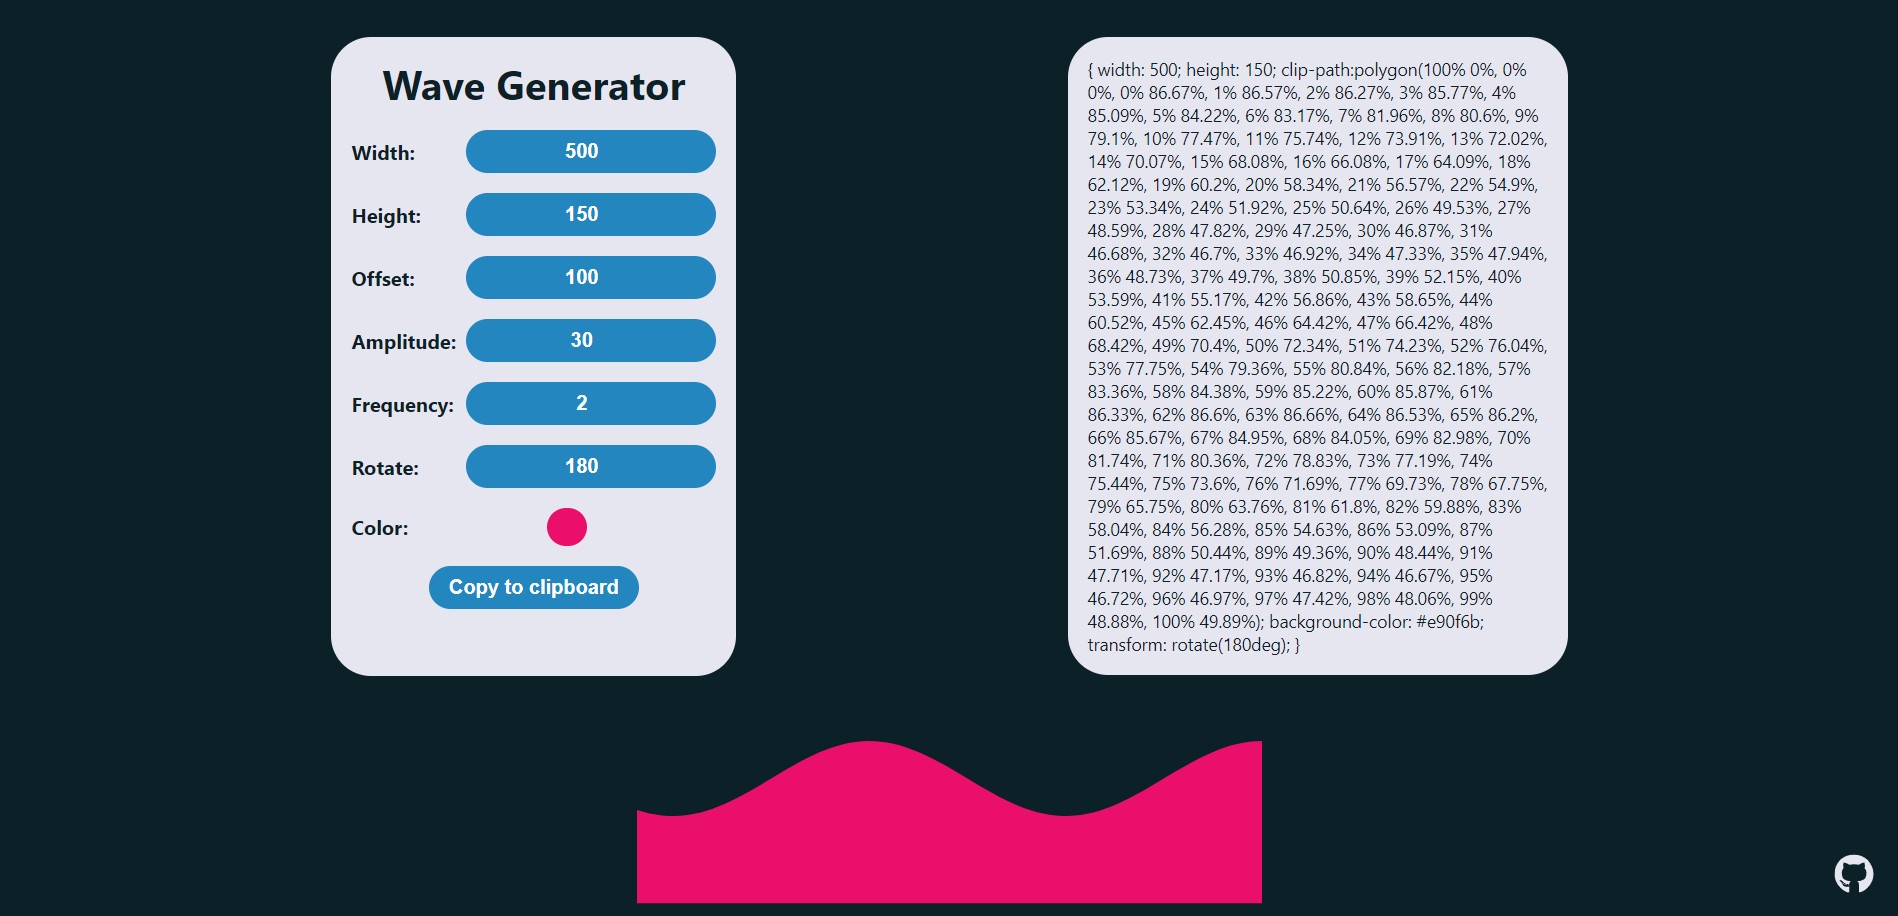 Wave Generator
Width:
500
Height:
150
Offset:
100
Amplitude:
30
Frequency:
2
Rotate:
180
Color:
Copy to clipboard
{ width: 500; height: 150; clip-path:polygon(100% 0%, 0%
0%, 0% 86.67%, 1% 86.57%, 2% 86.27%, 3% 85.77%, 4%
85.09%, 5% 84.22%, 6% 83.17%, 7% 81.96%, 8% 80.6%, 9%
79.1%, 10% 77.47%, 11% 75.74%, 12% 73.91%, 13% 72.02%,
14% 70.07%, 15% 68.08%, 16% 66.08%, 17% 64.09%, 18%
62.12%, 19% 60.2%, 20% 58.34%, 21% 56.57%, 22% 54.9%,
23% 53.34%, 24% 51.92%, 25% 50.64%, 26% 49.53%, 27%
48.59%, 28% 47.82%, 29% 47.25%, 30% 46.87%, 31%
46.68%, 32% 46.7%, 33% 46.92%, 34% 47.33%, 35% 47.94%,
36% 48.73%, 37% 49.7%, 38% 50.85%, 39% 52.15%, 40%
53.59%, 41% 55.17%, 42% 56.86%, 43% 58.65%, 44%
60.52%, 45% 62.45%, 46% 64.42%, 47% 66.42%, 48%
68.42%, 49% 70.4%, 50% 72.34%, 51% 74.23%, 52% 76.04%,
53% 77.75%, 54% 79.36%, 55% 80.84%, 56% 82.18%, 57%
83.36%, 58% 84.38%, 59% 85.22%, 60% 85.87%, 61%
86.33%, 62% 86.6%, 63% 86.66%, 64% 86.53%, 65% 86.2%,
66% 85.67%, 67% 84.95%, 68% 84.05%, 69% 82.98%, 70%
81.74%, 71% 80.36%, 72% 78.83%, 73% 77.19%, 74%
75.44%, 75% 73.6%, 76% 71.69%, 77% 69.73%, 78% 67.75%,
79% 65.75%, 80% 63.76%, 81% 61.8%, 82% 59.88%, 83%
58.04%, 84% 56.28%, 85% 54.63%, 86% 53.09%, 87%
51.69%, 88% 50.44%, 89% 49.36%, 90% 48.44%, 91%
47.71%, 92% 47.17%, 93% 46.82%, 94% 46.67%, 95%
46.72%, 96% 46.97%, 97% 47.42%, 98% 48.06%, 99%
48.88%, 100% 49.89%); background-color: #e90f6b;
transform: rotate(180deg); }